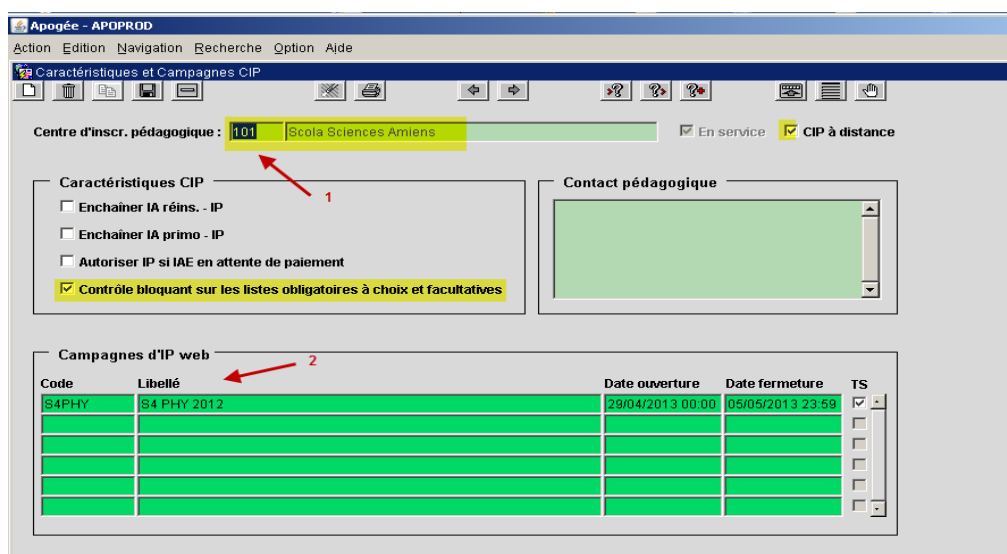 Apogée - APOPROD
Action Edition Navigation Recherche Option Aide
Caractéristiques et Campagnes CIP
Centre d'inscr. pédagogique : 101 Scola Sciences Amiens En service CIP à distance
1
Caractéristiques CIP
Enchaîner IA réins. - IP
Enchaîner IA primo - IP
Autoriser IP si IAE en attente de paiement
Contrôle bloquant sur les listes obligatoires à choix et facultatives
Contact pédagogique
Campagnes d'IP web
2
Code Libellé Date ouverture Date fermeture TS
S4PHY S4 PHY 2012 29/04/2013 00:00 05/05/2013 23:59